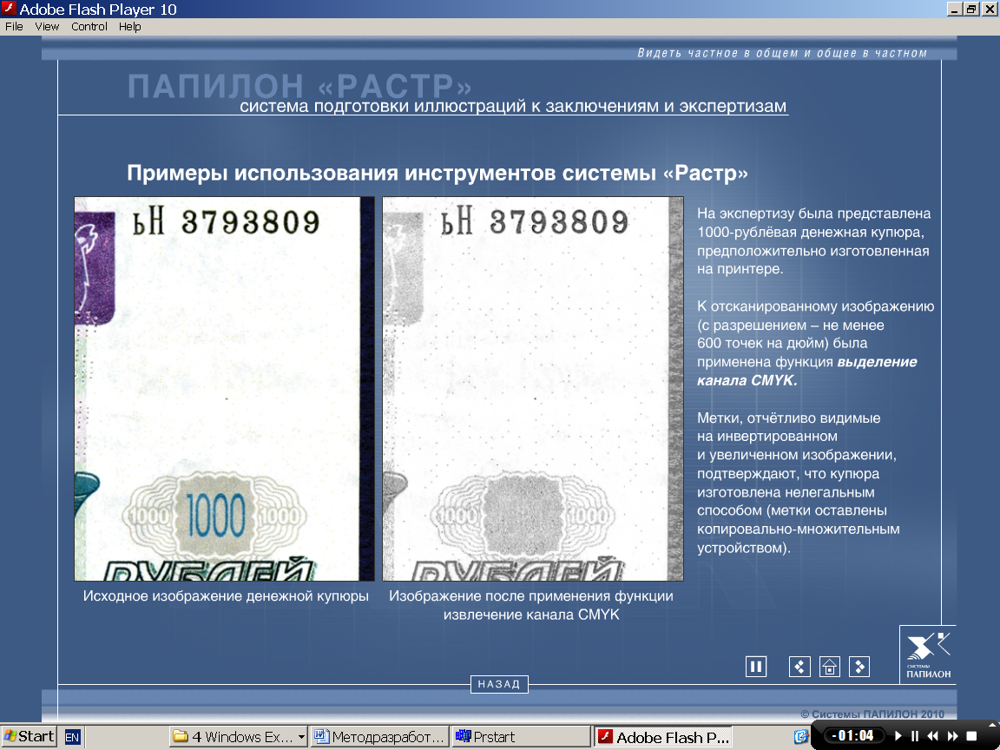 Adobe Flash Player 10
File View Control Help
Видеть частное в общем и общее в частном
ПАПИЛОН «РАСТР»
система подготовки иллюстраций к заключениям и экспертизам
Примеры использования инструментов системы «Растр»
ьН 3793809
1000 1000 1000
РУБЛЕЙ
Исходное изображение денежной купюры
ьН 3793809
1000 1000
РУБЛЕЙ
Изображение после применения функции
извлечение канала CMYK
На экспертизу была представлена
1000-рублёвая денежная купюра,
предположительно изготовленная
на принтере.
К отсканированному изображению
(с разрешением – не менее
600 точек на дюйм) была
применена функция выделение
канала CMYK.
Метки, отчётливо видимые
на инвертированном
и увеличенном изображении,
подтверждают, что купюра
изготовлена нелегальным
способом (метки оставлены
копировально-множительным
устройством).
СИСТЕМЫ
ПАПИЛОН
НАЗАД
© Системы ПАПИЛОН 2010
Start EN 4 Windows Ex... Методразработ... Prstart Adobe Flash P... -01:04